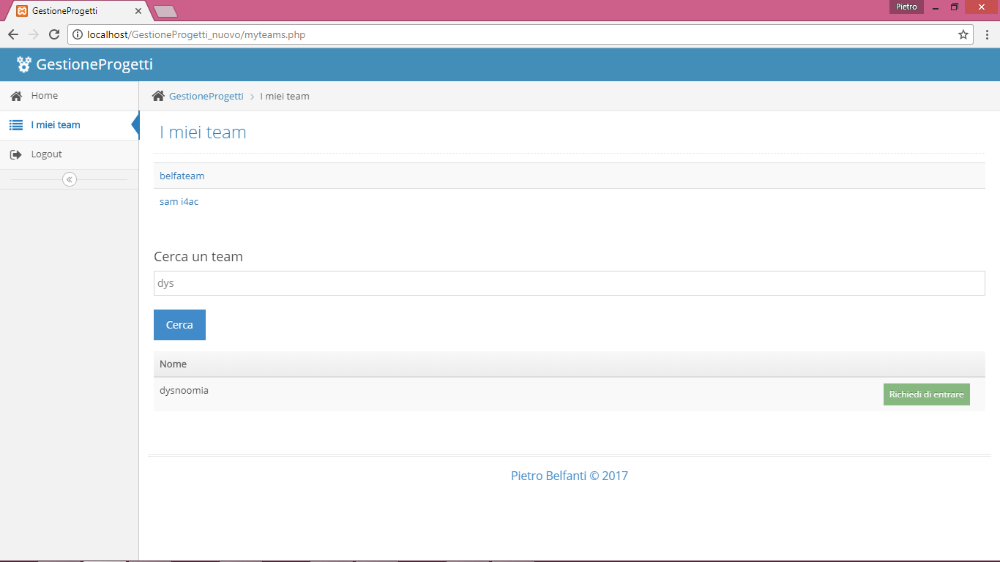 GestioneProgetti
Pietro
localhost/GestioneProgetti_nuovo/myteams.php
GestioneProgetti
Home
I miei team
Logout
GestioneProgetti > I miei team
I miei team
belfateam
sam i4ac
Cerca un team
dys
Cerca
Nome
dysnoomia Richiedi di entrare
Pietro Belfanti © 2017